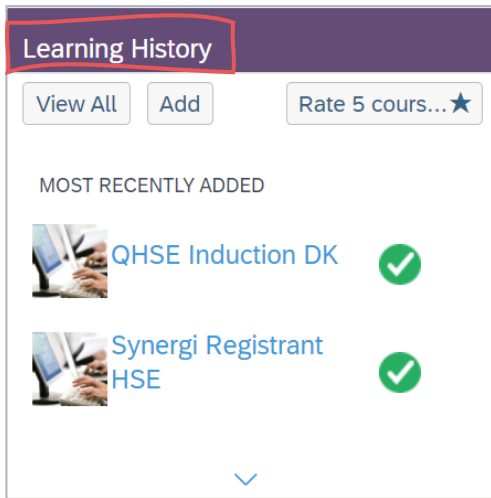 Learning History
View All Add Rate 5 cours...★
MOST RECENTLY ADDED
QHSE Induction DK
Synergi Registrant
HSE